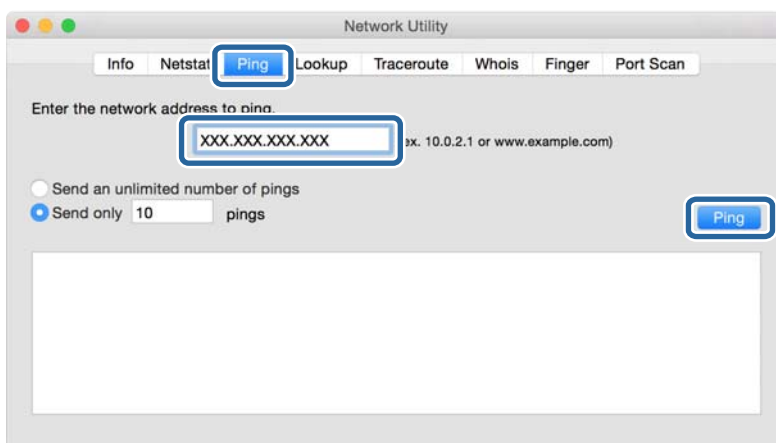 Network Utility
Info Netstat Ping Lookup Traceroute Whois Finger Port Scan
Enter the network address to ping.
XXX.XXX.XXX.XXX ex. 10.0.2.1 or www.example.com)
Send an unlimited number of pings
Send only 10 pings
Ping